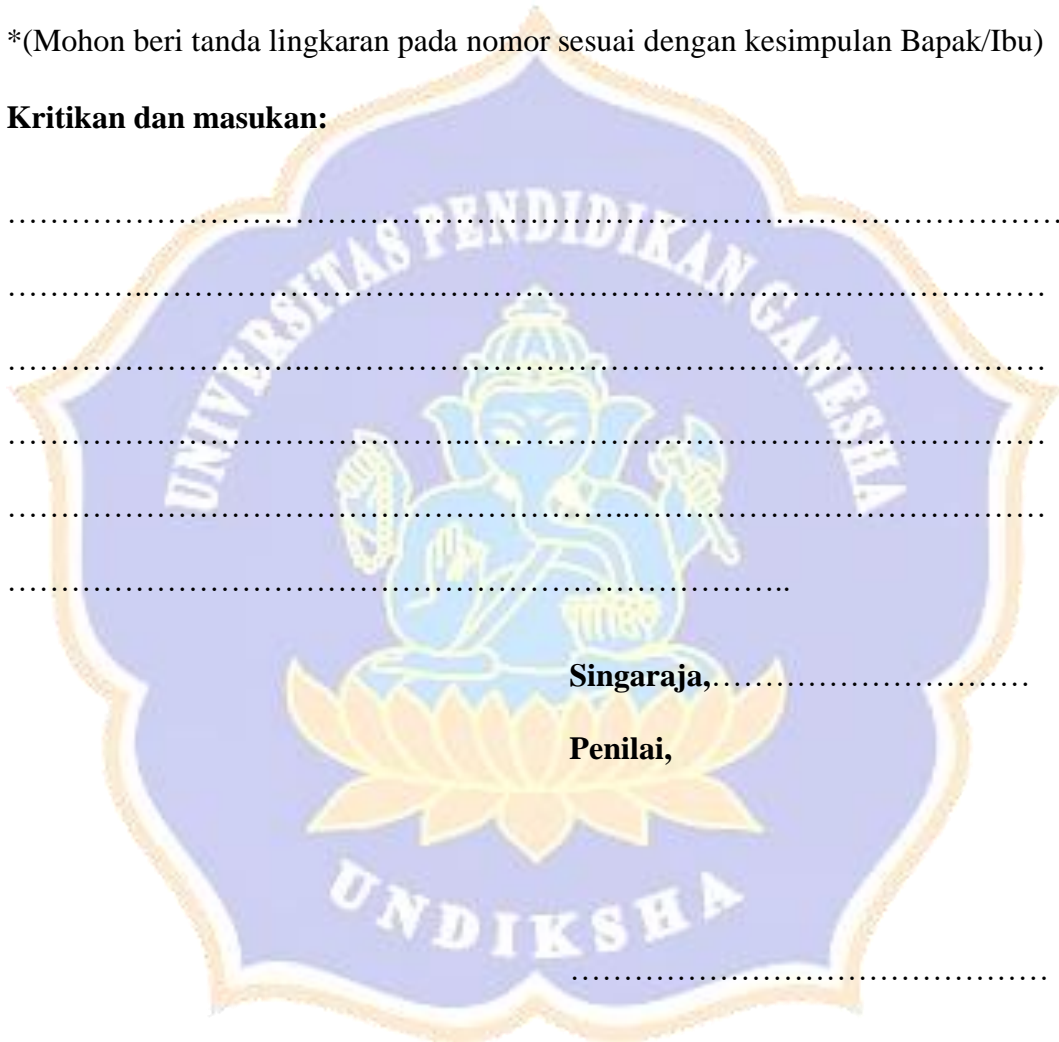 *(Mohon beri tanda lingkaran pada nomor sesuai dengan kesimpulan Bapak/Ibu)
Kritikan dan masukan:
UNIVERSITAS PENDIDIKAN GANESHA
……………………………………………………………………………………
…………..………………………………………………………………………
………………………..…………………………………………………………
……………………………………..……………………………………………
…………………………………………………..………………………………
……………………………………………………………..
Singaraja,…………………………
Penilai,
UNDIKSHA
………………………………………